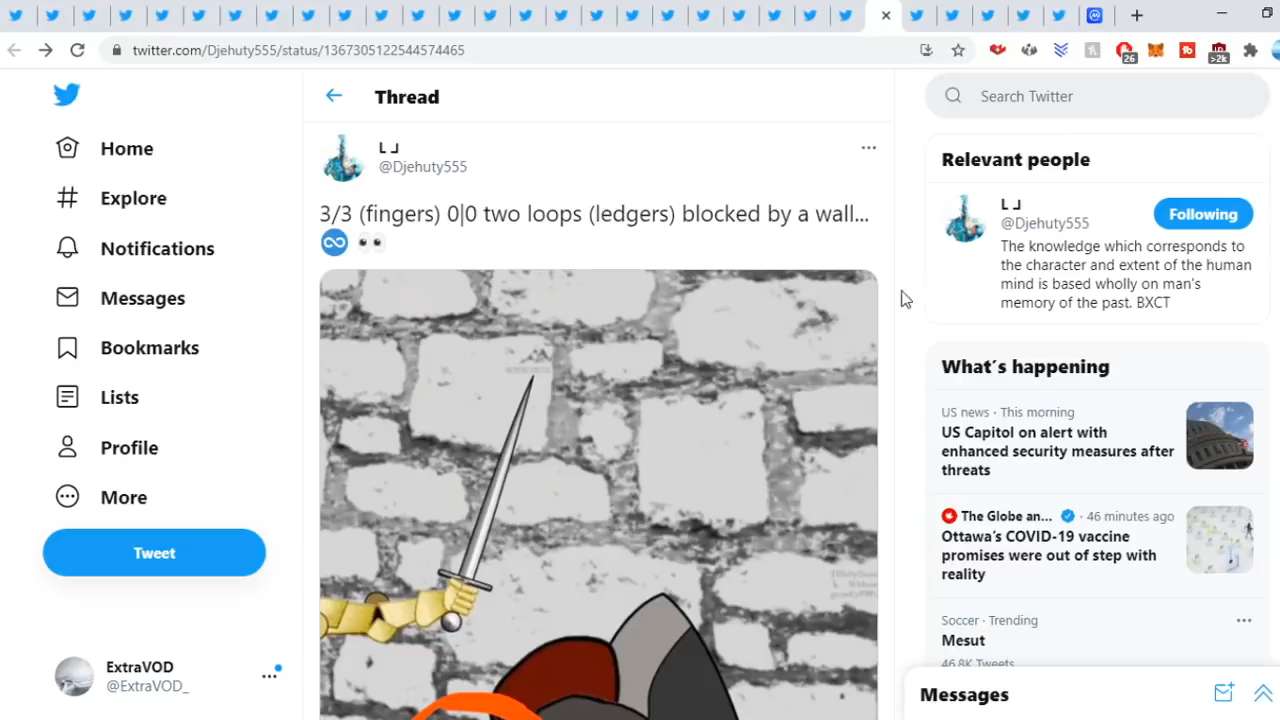 twitter.com/Djehuty555/status/1367305122544574465
26
>2k
Home
Explore
Notifications
Messages
Bookmarks
Lists
Profile
More
Tweet
ExtraVOD
@ExtraVOD_
Thread
L ⅃
@Djehuty555
3/3 (fingers) 0|0 two loops (ledgers) blocked by a wall...
♾️ 👀
Search Twitter
Relevant people
L ⅃
@Djehuty555
Following
The knowledge which corresponds to
the character and extent of the human
mind is based wholly on man's
memory of the past. BXCT
What's happening
US news · This morning
US Capitol on alert with
enhanced security measures after
threats
The Globe an... · 46 minutes ago
Ottawa's COVID-19 vaccine
promises were out of step with
reality
Soccer · Trending
Mesut
46.8K Tweets
Messages